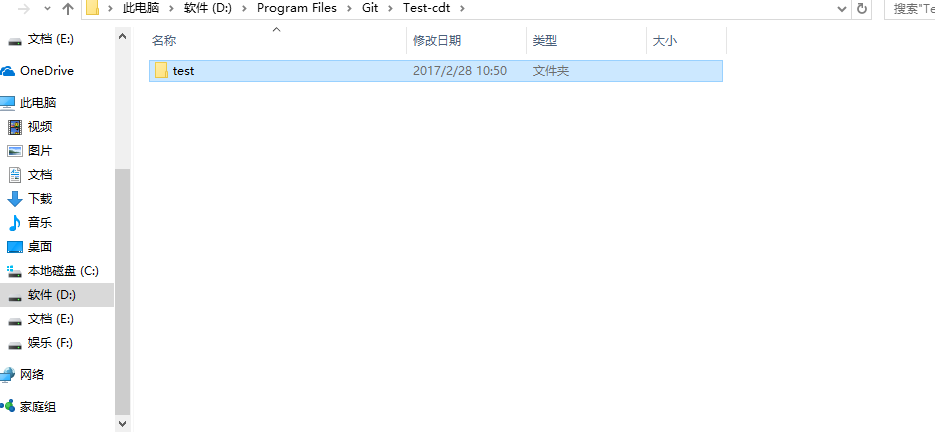 此电脑 > 软件 (D:) > Program Files > Git > Test-cdt >
搜索"Te
文档 (E:)
OneDrive
此电脑
视频
图片
文档
下载
音乐
桌面
本地磁盘 (C:)
软件 (D:)
文档 (E:)
娱乐 (F:)
网络
家庭组
名称 修改日期 类型 大小
test 2017/2/28 10:50 文件夹